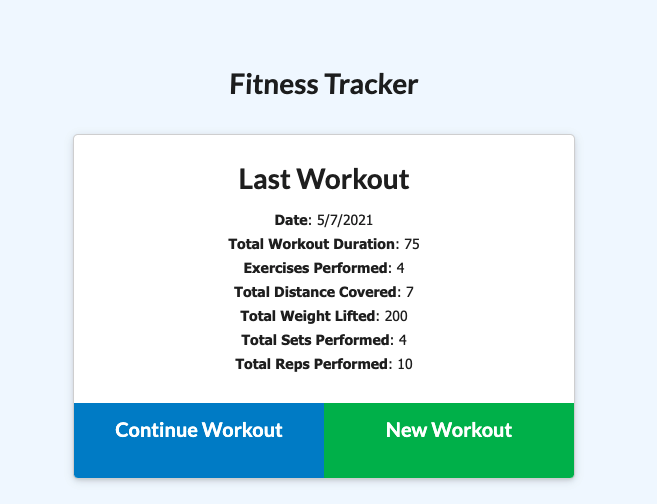 Fitness Tracker
Last Workout
Date: 5/7/2021
Total Workout Duration: 75
Exercises Performed: 4
Total Distance Covered: 7
Total Weight Lifted: 200
Total Sets Performed: 4
Total Reps Performed: 10
Continue Workout
New Workout